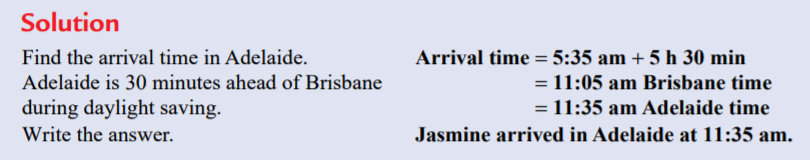 Solution
Find the arrival time in Adelaide.
Adelaide is 30 minutes ahead of Brisbane
during daylight saving.
Write the answer.
Arrival time = 5:35 am + 5 h 30 min
= 11:05 am Brisbane time
= 11:35 am Adelaide time
Jasmine arrived in Adelaide at 11:35 am.